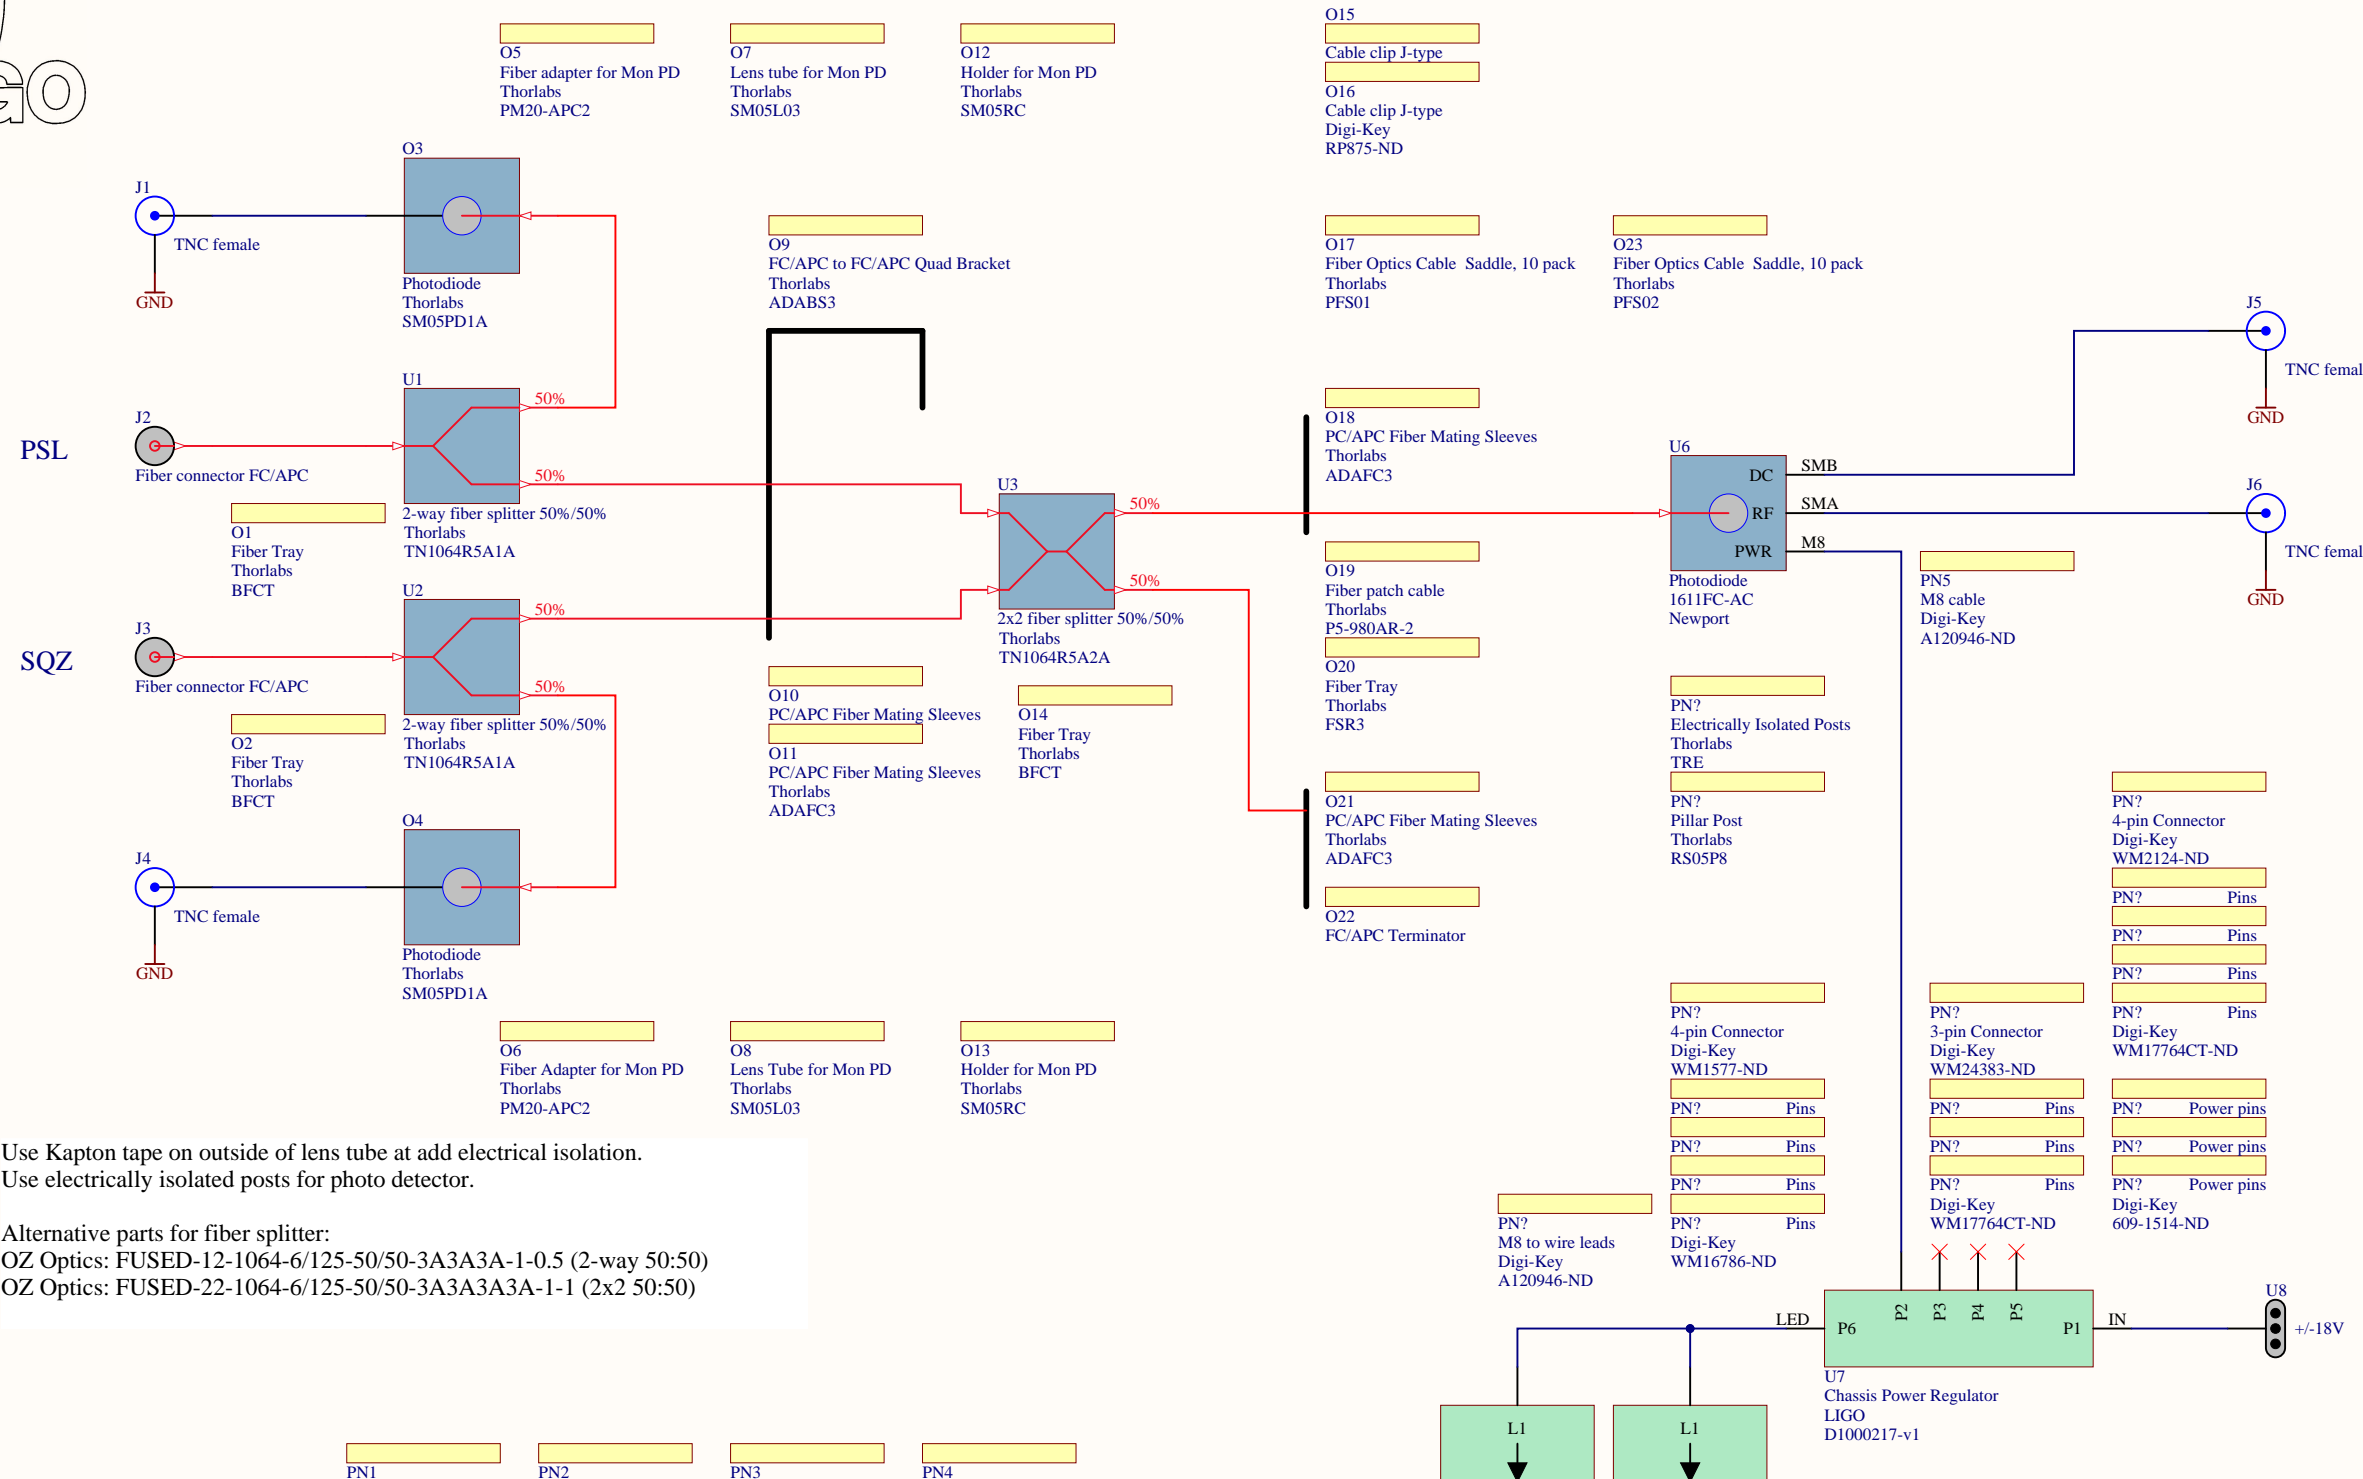 GO
O5
Fiber adapter for Mon PD
Thorlabs
PM20-APC2
O7
Lens tube for Mon PD
Thorlabs
SM05L03
O12
Holder for Mon PD
Thorlabs
SM05RC
O15
Cable clip J-type
O16
Cable clip J-type
Digi-Key
RP875-ND
O3
Photodiode
Thorlabs
SM05PD1A
J1
TNC female
GND
O9
FC/APC to FC/APC Quad Bracket
Thorlabs
ADABS3
O17
Fiber Optics Cable  Saddle, 10 pack
Thorlabs
PFS01
O23
Fiber Optics Cable  Saddle, 10 pack
Thorlabs
PFS02
J5
TNC femal
GND
PSL
J2
Fiber connector FC/APC
U1
50%
50%
2-way fiber splitter 50%/50%
Thorlabs
TN1064R5A1A
O1
Fiber Tray
Thorlabs
BFCT
U3
50%
50%
2x2 fiber splitter 50%/50%
Thorlabs
TN1064R5A2A
O18
PC/APC Fiber Mating Sleeves
Thorlabs
ADAFC3
U6
DC
RF
PWR
SMB
SMA
M8
Photodiode
1611FC-AC
Newport
J6
TNC femal
GND
PN5
M8 cable
Digi-Key
A120946-ND
O19
Fiber patch cable
Thorlabs
P5-980AR-2
O20
Fiber Tray
Thorlabs
FSR3
SQZ
J3
Fiber connector FC/APC
U2
50%
50%
2-way fiber splitter 50%/50%
Thorlabs
TN1064R5A1A
O2
Fiber Tray
Thorlabs
BFCT
O10
PC/APC Fiber Mating Sleeves
O11
PC/APC Fiber Mating Sleeves
Thorlabs
ADAFC3
O14
Fiber Tray
Thorlabs
BFCT
PN?
Electrically Isolated Posts
Thorlabs
TRE
PN?
Pillar Post
Thorlabs
RS05P8
O21
PC/APC Fiber Mating Sleeves
Thorlabs
ADAFC3
O22
FC/APC Terminator
J4
TNC female
GND
O4
Photodiode
Thorlabs
SM05PD1A
PN?
4-pin Connector
Digi-Key
WM2124-ND
PN? Pins
PN? Pins
PN? Pins
PN? Pins
Digi-Key
WM17764CT-ND
PN?
4-pin Connector
Digi-Key
WM1577-ND
PN? Pins
PN? Pins
PN? Pins
PN? Pins
Digi-Key
WM16786-ND
PN?
3-pin Connector
Digi-Key
WM24383-ND
PN? Pins
PN? Pins
PN? Pins
Digi-Key
WM17764CT-ND
PN? Power pins
PN? Power pins
PN? Power pins
Digi-Key
609-1514-ND
O6
Fiber Adapter for Mon PD
Thorlabs
PM20-APC2
O8
Lens Tube for Mon PD
Thorlabs
SM05L03
O13
Holder for Mon PD
Thorlabs
SM05RC
Use Kapton tape on outside of lens tube at add electrical isolation.
Use electrically isolated posts for photo detector.
Alternative parts for fiber splitter:
OZ Optics: FUSED-12-1064-6/125-50/50-3A3A3A-1-0.5 (2-way 50:50)
OZ Optics: FUSED-22-1064-6/125-50/50-3A3A3A3A-1-1 (2x2 50:50)
PN?
M8 to wire leads
Digi-Key
A120946-ND
LED
P6
P2
P3
P4
P5
P1
IN
U8
+/-18V
U7
Chassis Power Regulator
LIGO
D1000217-v1
L1
L1
PN1
PN2
PN3
PN4